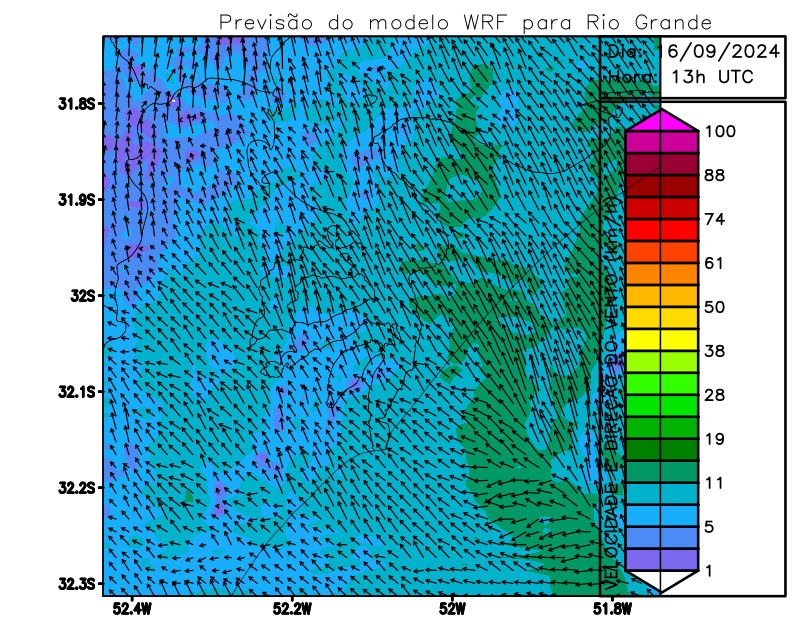 Previsão do modelo WRF para Rio Grande
Dia: 16/09/2024
Hora: 13h UTC
31.8S
31.9S
32S
32.1S
32.2S
32.3S
52.4W
52.2W
52W
51.8W
VELOCIDADE E DIREÇÃO DO VENTO (km/h)
100
88
74
61
50
38
28
19
11
5
1